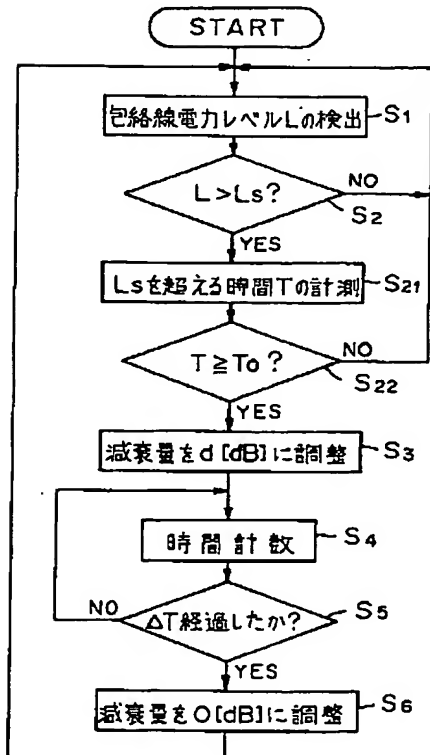 START
包絡線電力レベルLの検出
S1
L>Ls?
NO
S2
YES
Lsを超える時間Tの計測
S21
T≧To?
NO
S22
YES
減衰量をd[dB]に調整
S3
時間計数
S4
NO
ΔT経過したか?
S5
YES
減衰量を0[dB]に調整
S6